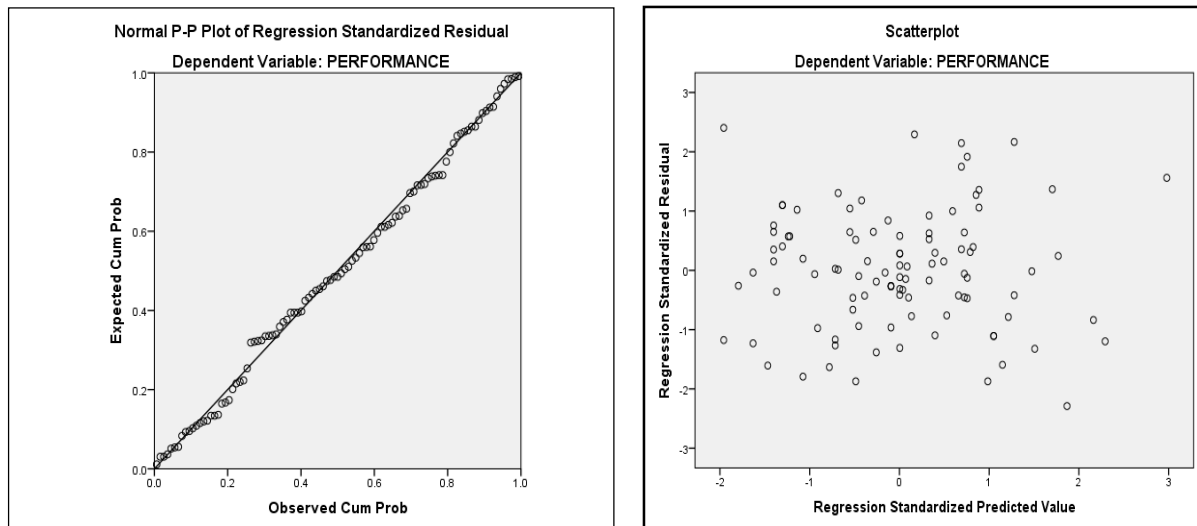 Normal P-P Plot of Regression Standardized Residual
Dependent Variable: PERFORMANCE
1.0
0.8
0.6
0.4
0.2
0.0
Expected Cum Prob
0.0 0.2 0.4 0.6 0.8 1.0
Observed Cum Prob
Scatterplot
Dependent Variable: PERFORMANCE
3
2
1
0
-1
-2
-3
Regression Standardized Residual
-2 -1 0 1 2 3
Regression Standardized Predicted Value